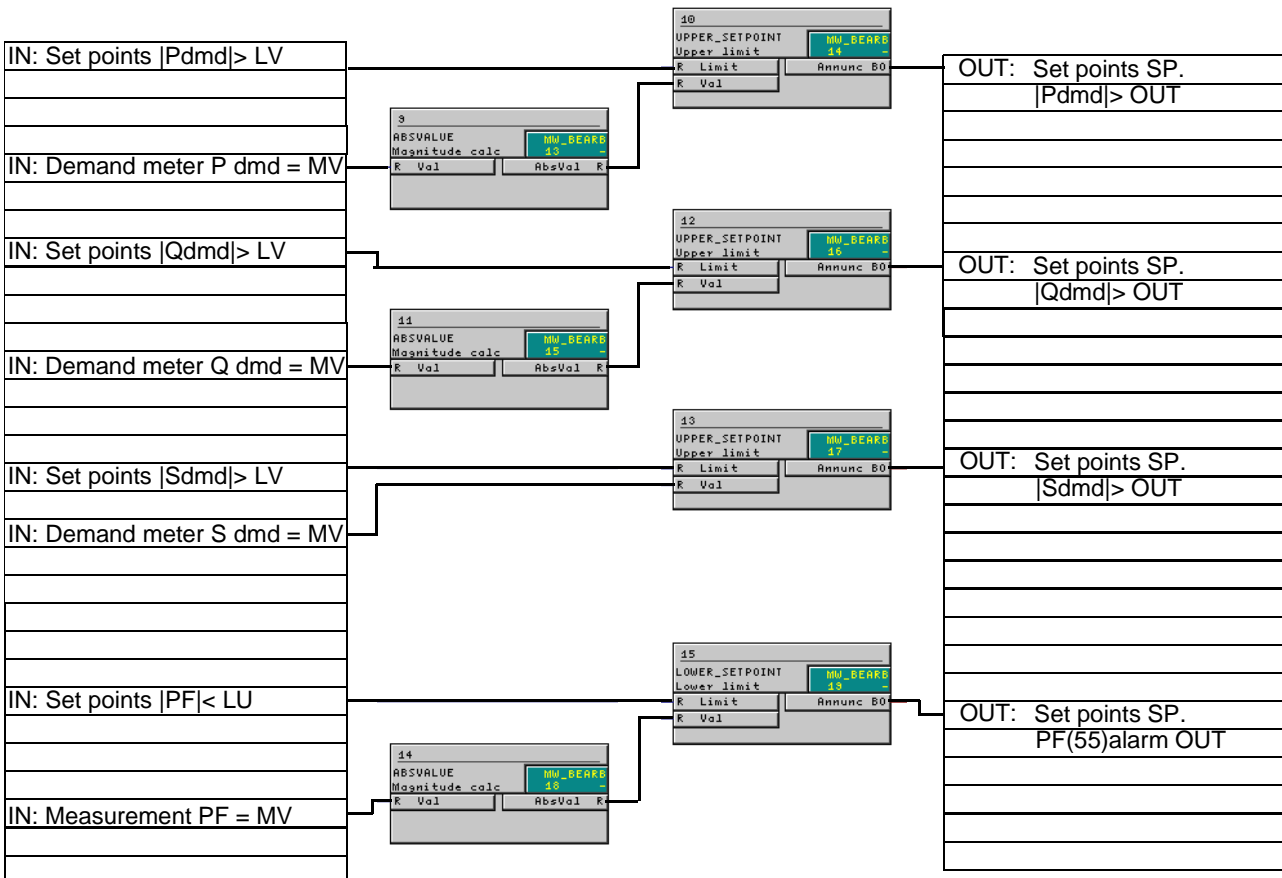 IN: Set points |Pdmd|> LV
IN: Demand meter P dmd = MV
IN: Set points |Qdmd|> LV
IN: Demand meter Q dmd = MV
IN: Set points |Sdmd|> LV
IN: Demand meter S dmd = MV
IN: Set points |PF|< LU
IN: Measurement PF = MV
9
ABSVALUE MW_BEARB
Magnitude calc 13 -
R Val AbsVal R
11
ABSVALUE MW_BEARB
Magnitude calc 15 -
R Val AbsVal R
14
ABSVALUE MW_BEARB
Magnitude calc 18 -
R Val AbsVal R
10
UPPER_SETPOINT MW_BEARB
Upper limit 14 -
R Limit Annunc BO
R Val
12
UPPER_SETPOINT MW_BEARB
Upper limit 16 -
R Limit Annunc BO
R Val
13
UPPER_SETPOINT MW_BEARB
Upper limit 17 -
R Limit Annunc BO
R Val
15
LOWER_SETPOINT MW_BEARB
Lower limit 19 -
R Limit Annunc BO
R Val
OUT: Set points SP.
|Pdmd|> OUT
OUT: Set points SP.
|Qdmd|> OUT
OUT: Set points SP.
|Sdmd|> OUT
OUT: Set points SP.
PF(55)alarm OUT